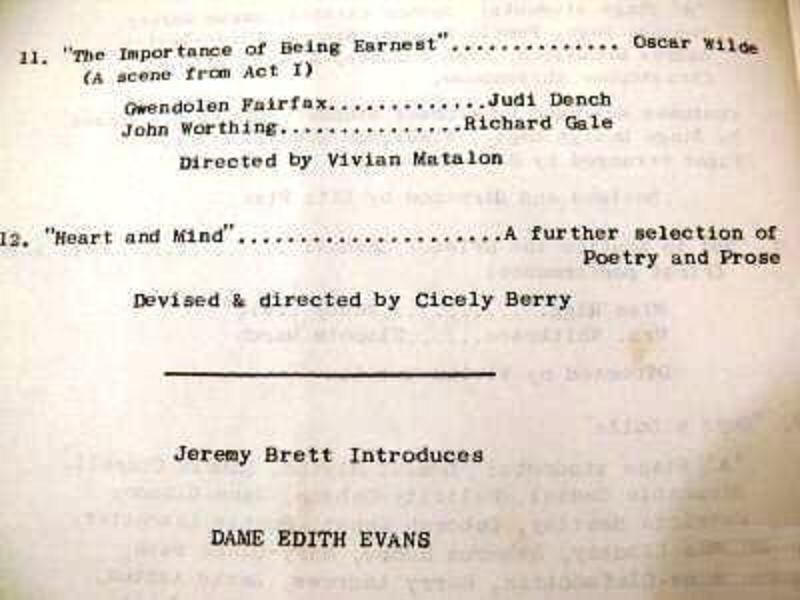 11. "The Importance of Being Earnest".............. Oscar Wilde
(A scene from Act I)
Gwendolen Fairfax.............Judi Dench
John Worthing...............Richard Gale
Directed by Vivian Matalon
12. "Heart and Mind"......................A further selection of
Poetry and Prose
Devised & directed by Cicely Berry
Jeremy Brett Introduces
DAME EDITH EVANS